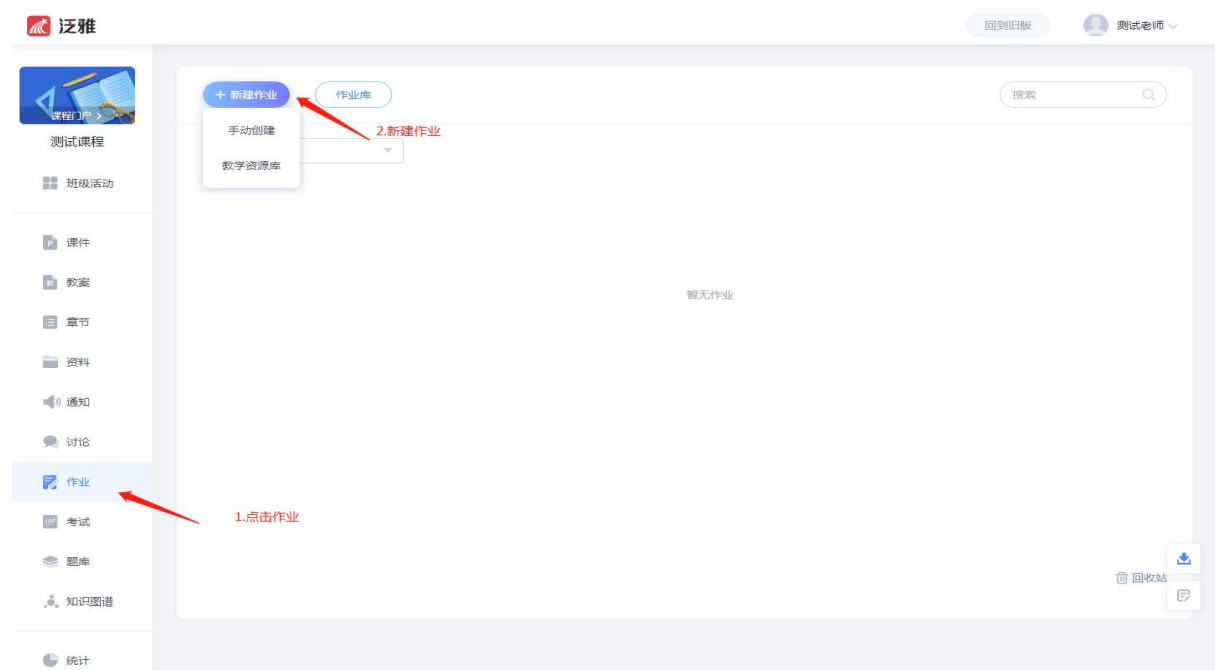 泛雅
回到旧版
测试老师
课程门户 >
测试课程
班级活动
课件
教案
章节
资料
通知
讨论
作业
考试
题库
知识图谱
统计
+ 新建作业
作业库
搜索
手动创建
教学资源库
2.新建作业
暂无作业
1.点击作业
回收站